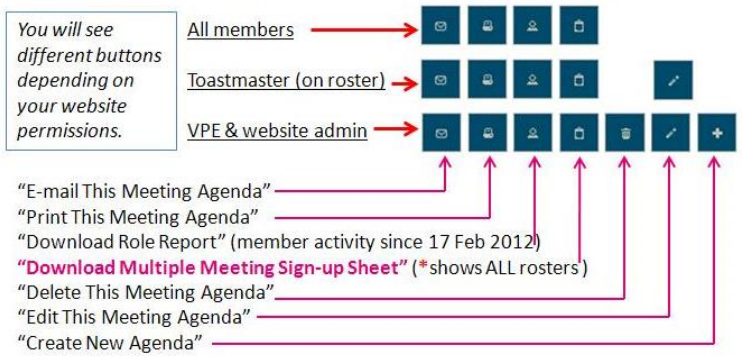 You will see
different buttons
depending on
your website
permissions.
All members
Toastmaster (on roster)
VPE & website admin
“E-mail This Meeting Agenda”
“Print This Meeting Agenda”
“Download Role Report” (member activity since 17 Feb 2012)
“Download Multiple Meeting Sign-up Sheet” (*shows ALL rosters)
“Delete This Meeting Agenda”
“Edit This Meeting Agenda”
“Create New Agenda”